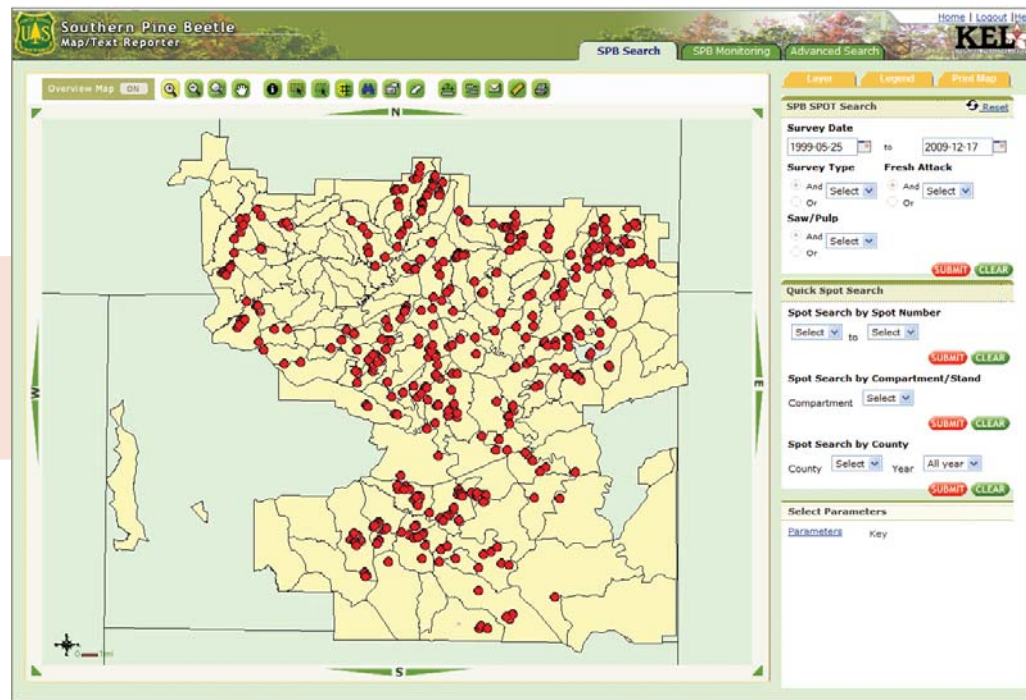 Home | Logout |He
UAS
Southern Pine Beetle
Map/Text Reporter
KEL
SPB Search
SPB Monitoring
Advanced Search
Overview Map ON
Layer
Legend
Print Map
N
W
E
S
SPB SPOT Search
Reset
Survey Date
1999-05-25 to 2009-12-17
Survey Type Fresh Attack
And Select And Select
Or Or
Saw/Pulp
And Select
Or
SUBMIT CLEAR
Quick Spot Search
Spot Search by Spot Number
Select to Select
SUBMIT CLEAR
Spot Search by Compartment/Stand
Compartment Select
SUBMIT CLEAR
Spot Search by County
County Select Year All year
SUBMIT CLEAR
Select Parameters
Parameters Key